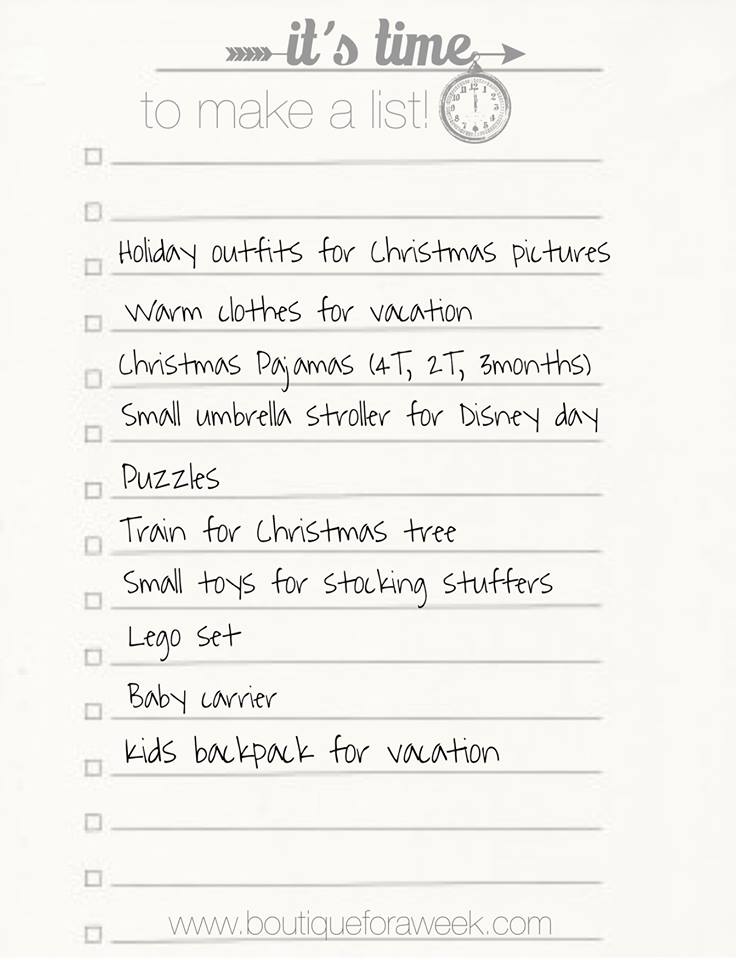 it's time
to make a list!
Holiday outfits for Christmas pictures
Warm clothes for vacation
Christmas Pajamas (4T, 2T, 3months)
Small umbrella stroller for Disney day
Puzzles
Train for Christmas tree
Small toys for stocking stuffers
Lego set
Baby carrier
Kids backpack for vacation
www.boutiqueforaweek.com